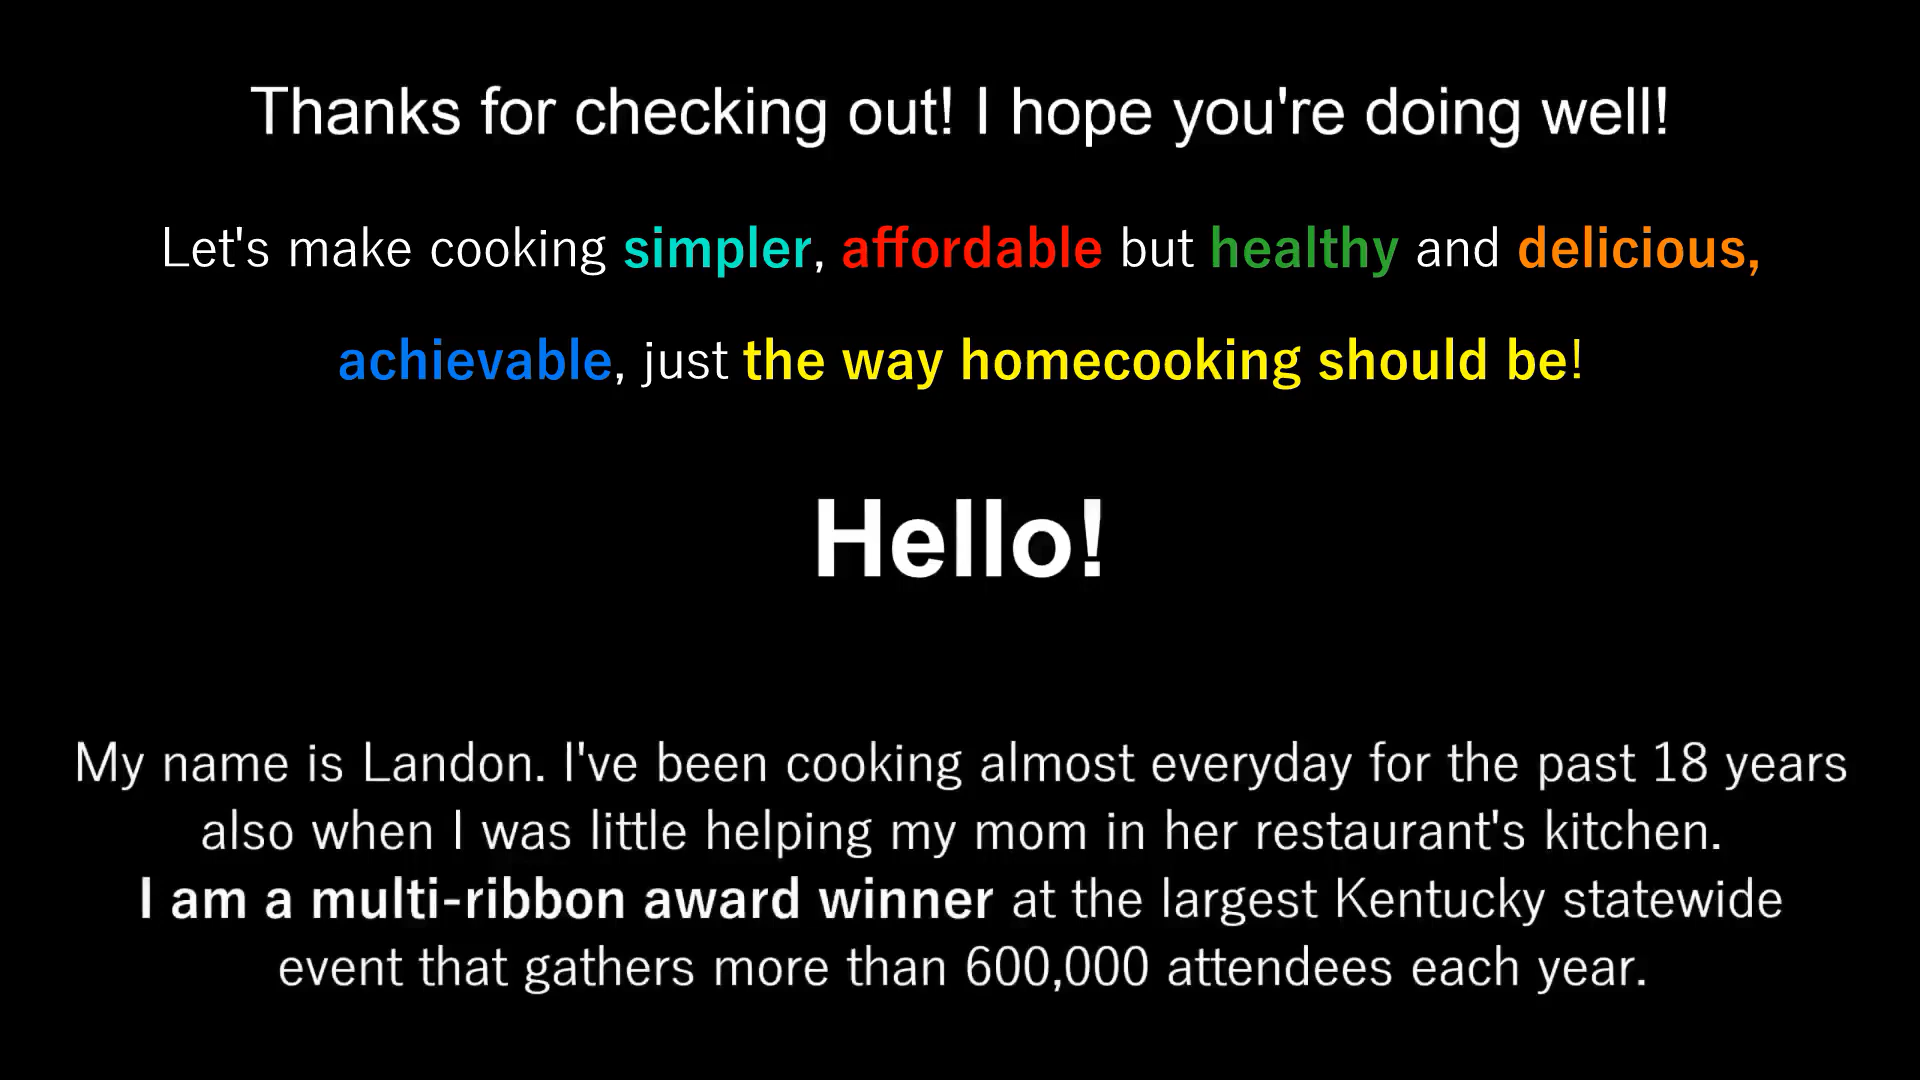 Thanks for checking out! I hope you're doing well!
Let's make cooking simpler, affordable but healthy and delicious,
achievable, just the way homecooking should be!
Hello!
My name is Landon. I've been cooking almost everyday for the past 18 years
also when I was little helping my mom in her restaurant's kitchen.
I am a multi-ribbon award winner at the largest Kentucky statewide
event that gathers more than 600,000 attendees each year.